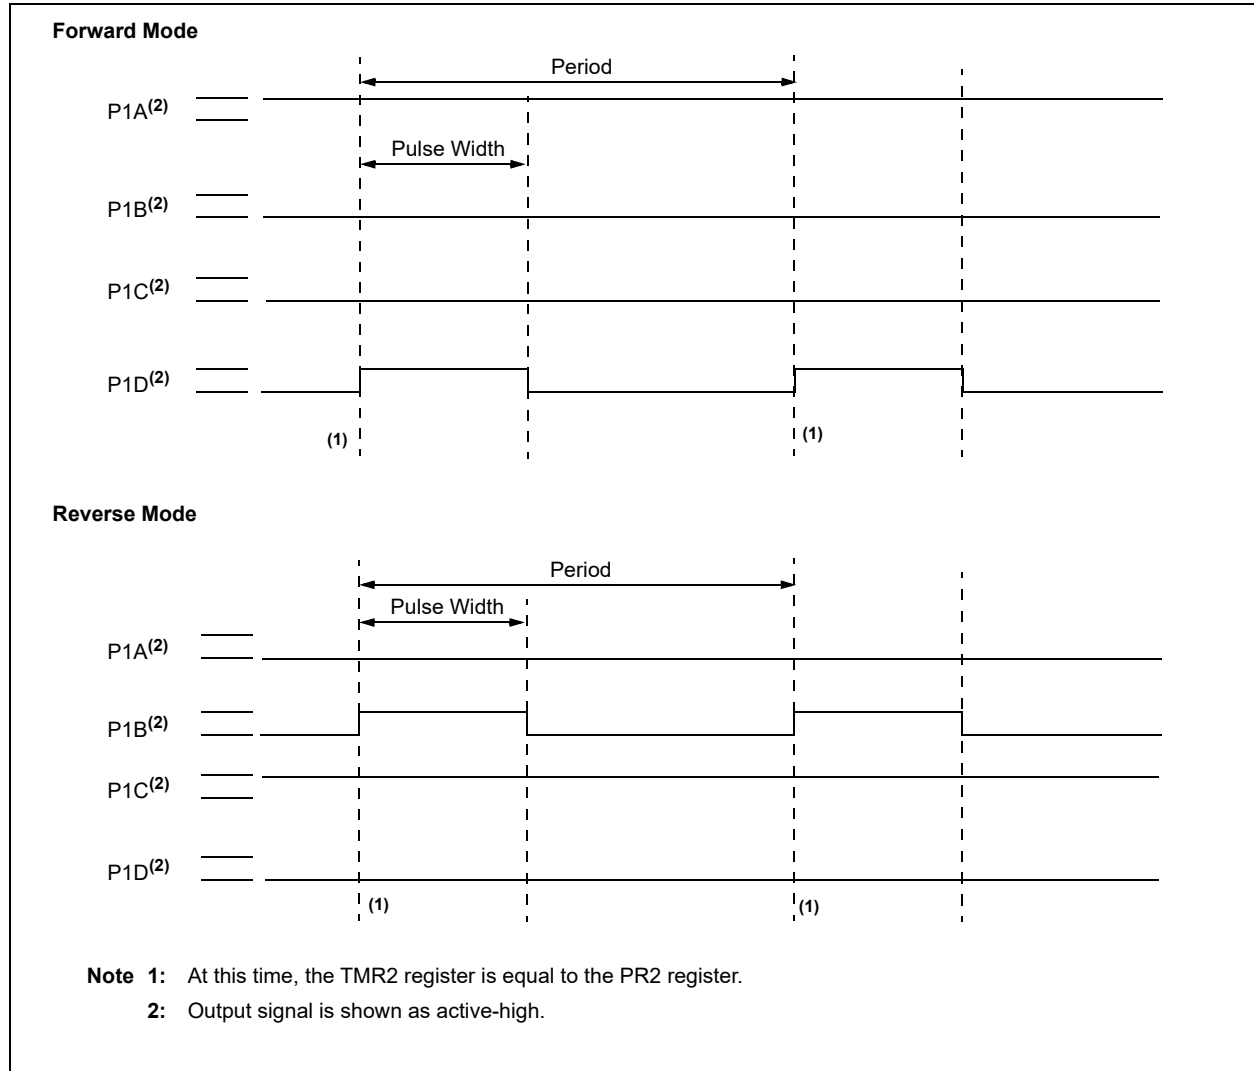 Forward Mode
Period
P1A(2)
Pulse Width
P1B(2)
P1C(2)
P1D(2)
(1)
(1)
Reverse Mode
Period
Pulse Width
P1A(2)
P1B(2)
P1C(2)
P1D(2)
(1)
(1)
Note 1: At this time, the TMR2 register is equal to the PR2 register.
2: Output signal is shown as active-high.